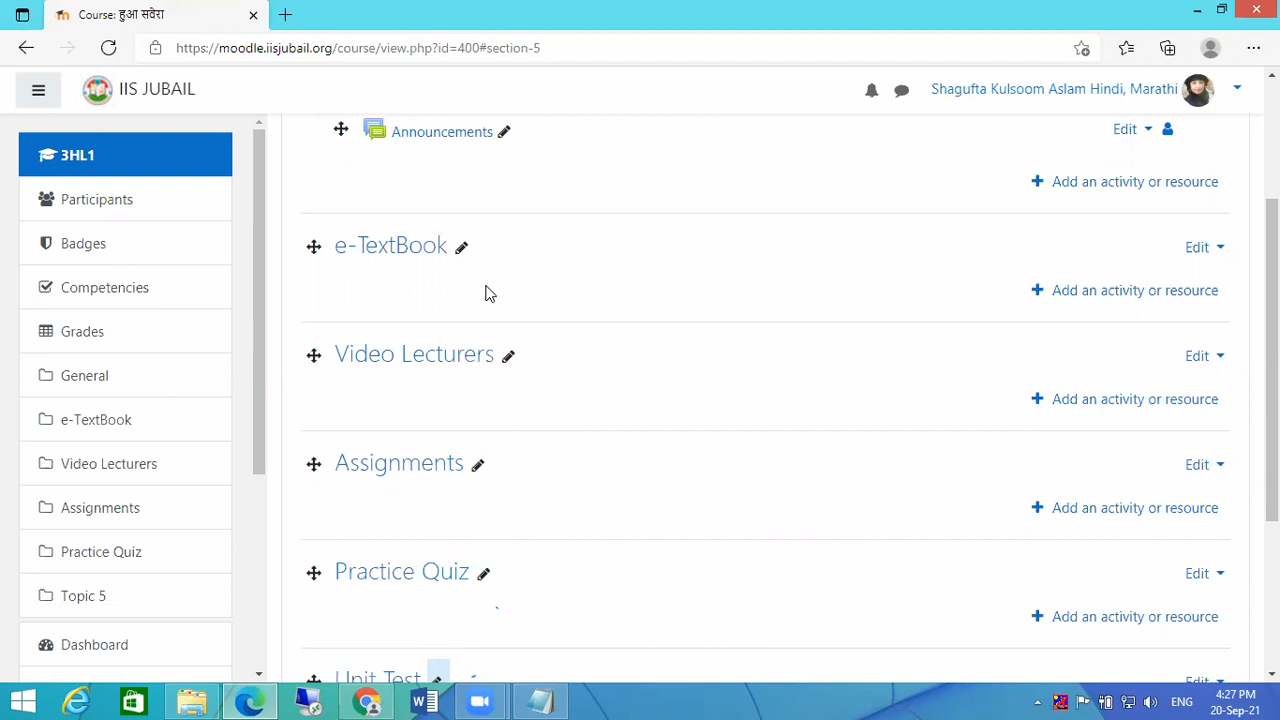 Course: हुआ सवेरा
https://moodle.iisjubail.org/course/view.php?id=400#section-5
IIS JUBAIL
Shagufta Kulsoom Aslam Hindi, Marathi
3HL1
Participants
Badges
Competencies
Grades
General
e-TextBook
Video Lecturers
Assignments
Practice Quiz
Topic 5
Dashboard
Announcements
Edit
Add an activity or resource
e-TextBook
Edit
Add an activity or resource
Video Lecturers
Edit
Add an activity or resource
Assignments
Edit
Add an activity or resource
Practice Quiz
Edit
Add an activity or resource
Unit Test
Edit
ENG
4:27 PM
20-Sep-21